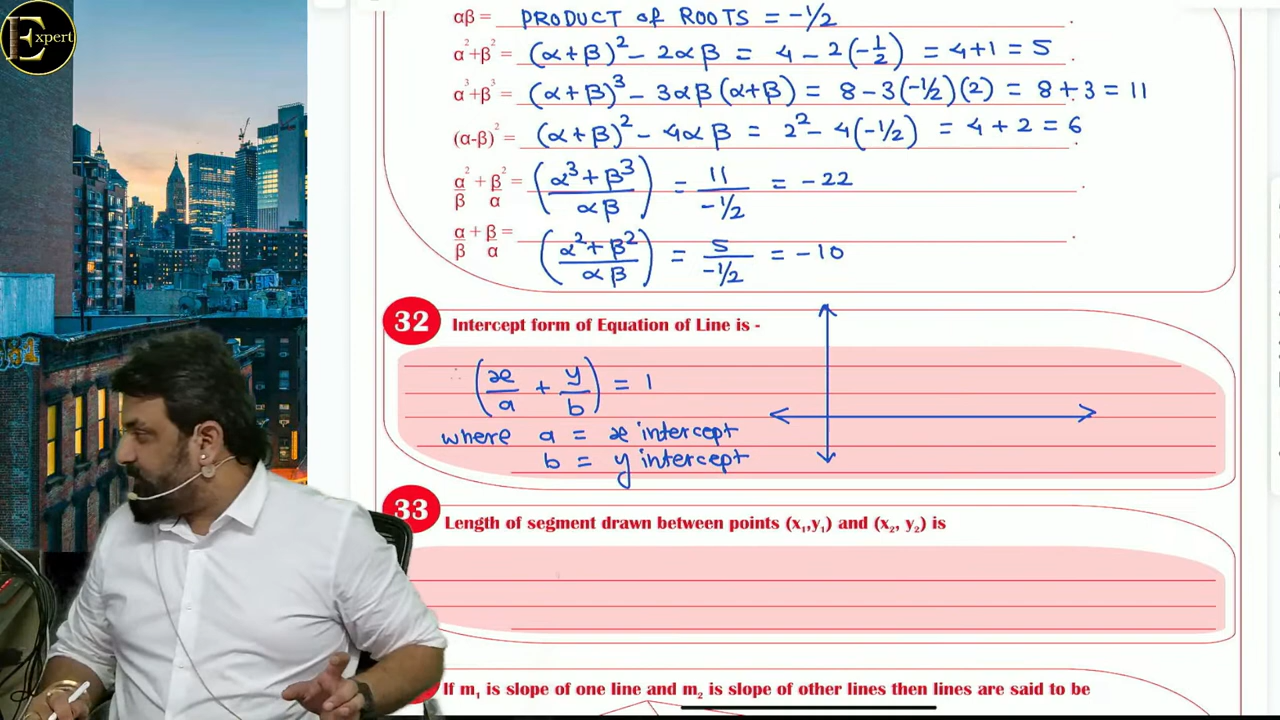 Expert
αβ = PRODUCT of ROOTS = -1/2 .
α²+β² = (α+β)² - 2αβ = 4 - 2(-1/2) = 4+1 = 5 .
α³+β³ = (α+β)³ - 3αβ(α+β) = 8 - 3(-1/2)(2) = 8 + 3 = 11
(α-β)² = (α+β)² - 4αβ = 2² - 4(-1/2) = 4 + 2 = 6
α²/β + β²/α = (α³+β³/αβ) = 11/-1/2 = -22 .
α/β + β/α = (α²+β²/αβ) = 5/-1/2 = -10 .
32 Intercept form of Equation of Line is -
(x/a + y/b) = 1
where a = x intercept
b = y intercept
33 Length of segment drawn between points (x₁,y₁) and (x₂, y₂) is
If m₁ is slope of one line and m₂ is slope of other lines then lines are said to be